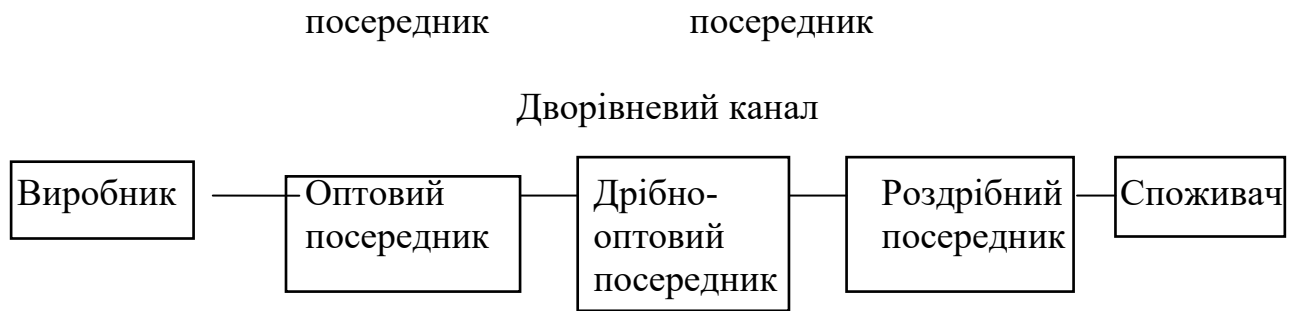 посередник посередник
Дворівневий канал
Виробник
Оптовий
посередник
Дрібно-
оптовий
посередник
Роздрібний
посередник
Споживач